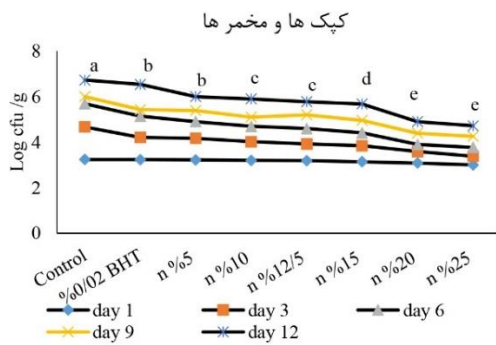 کپک ها و مخمر ها
Log cfu /g
8
6
4
2
0
a b b c c d e e
Control
%0/02 BHT
n %5
n %10
n %12/5
n %15
n %20
n %25
day 1 day 3 day 6
day 9 day 12